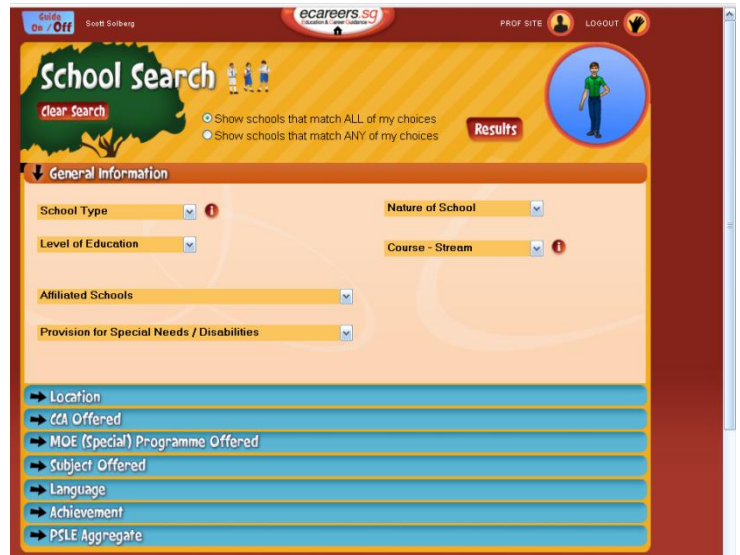 Guide
On / Off
Scott Solberg
ecareers.sg
Education & Career Guidance
PROF SITE
LOGOUT
School Search
Clear Search
Show schools that match ALL of my choices
Show schools that match ANY of my choices
Results
General Information
School Type
Nature of School
Level of Education
Course - Stream
Affiliated Schools
Provision for Special Needs / Disabilities
Location
CCA Offered
MOE (Special) Programme Offered
Subject Offered
Language
Achievement
PSLE Aggregate